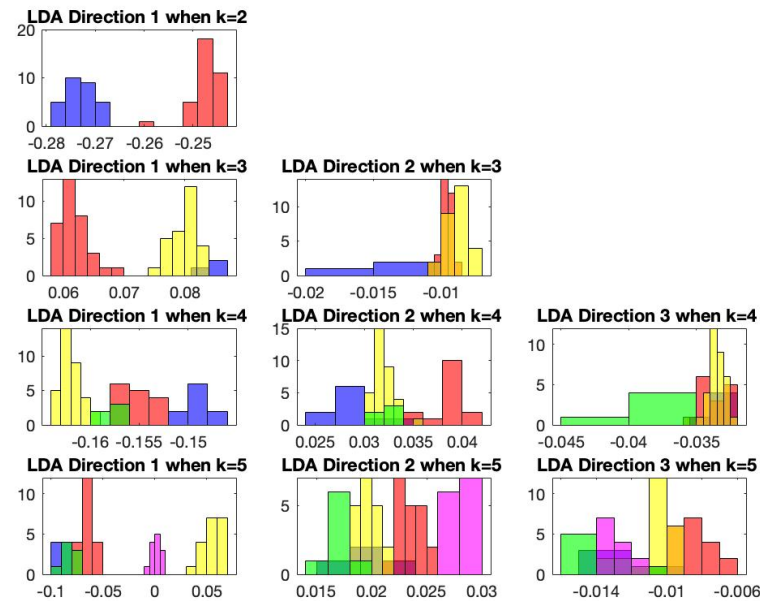 LDA Direction 1 when k=2
20
10
0
-0.28 -0.27 -0.26 -0.25
LDA Direction 1 when k=3
10
5
0
0.06 0.07 0.08
LDA Direction 2 when k=3
10
5
0
-0.02 -0.015 -0.01
LDA Direction 1 when k=4
10
5
0
-0.16 -0.155 -0.15
LDA Direction 2 when k=4
15
10
5
0
0.025 0.03 0.035 0.04
LDA Direction 3 when k=4
10
5
0
-0.045 -0.04 -0.035
LDA Direction 1 when k=5
10
5
0
-0.1 -0.05 0 0.05
LDA Direction 2 when k=5
5
0
0.015 0.02 0.025 0.03
LDA Direction 3 when k=5
10
5
0
-0.014 -0.01 -0.006